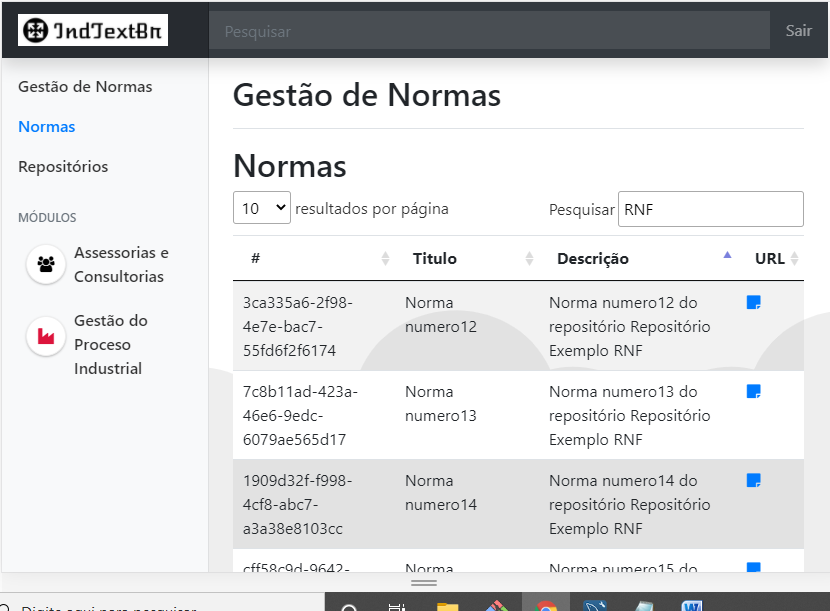 IndTextBr
Pesquisar
Sair
Gestão de Normas
Normas
Repositórios
MÓDULOS
Assessorias e
Consultorias
Gestão do
Proceso
Industrial
Gestão de Normas
Normas
10 resultados por página
Pesquisar RNF
# Titulo Descrição URL
3ca335a6-2f98-
4e7e-bac7-
55fd6f2f6174
Norma
numero12
Norma numero12 do
repositório Repositório
Exemplo RNF
7c8b11ad-423a-
46e6-9edc-
6079ae565d17
Norma
numero13
Norma numero13 do
repositório Repositório
Exemplo RNF
1909d32f-f998-
4cf8-abc7-
a3a38e8103cc
Norma
numero14
Norma numero14 do
repositório Repositório
Exemplo RNF
cff58c9d-9642-
Norma
Norma numero15 do
Digite aqui para pesquisar